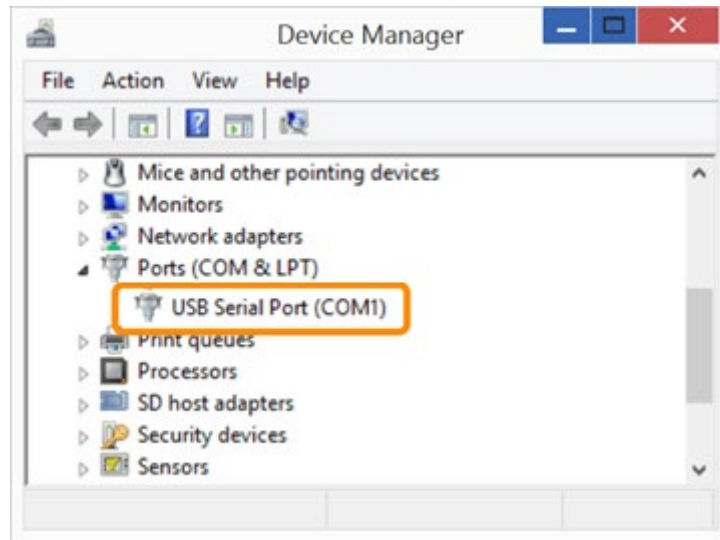 Device Manager
File Action View Help
Mice and other pointing devices
Monitors
Network adapters
Ports (COM & LPT)
USB Serial Port (COM1)
Print queues
Processors
SD host adapters
Security devices
Sensors